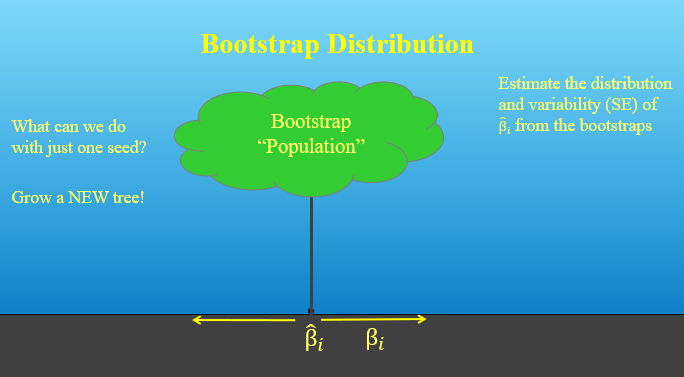 Bootstrap Distribution
Estimate the distribution
and variability (SE) of
β̂ᵢ from the bootstraps
Bootstrap
“Population”
What can we do
with just one seed?
Grow a NEW tree!
β̂ᵢ βᵢ